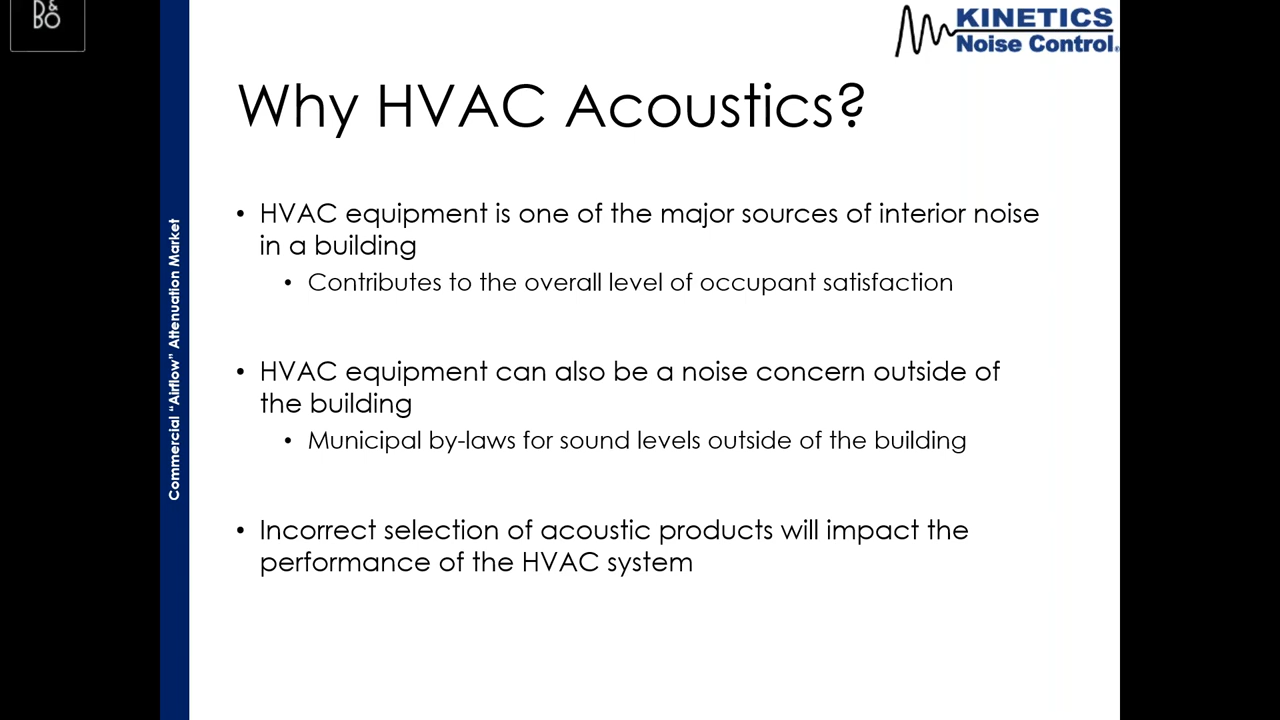 B&
BO
KINETICS
Noise Control®
Why HVAC Acoustics?
• HVAC equipment is one of the major sources of interior noise
in a building
• Contributes to the overall level of occupant satisfaction
• HVAC equipment can also be a noise concern outside of
the building
• Municipal by-laws for sound levels outside of the building
• Incorrect selection of acoustic products will impact the
performance of the HVAC system
Commercial “Airflow” Attenuation Market